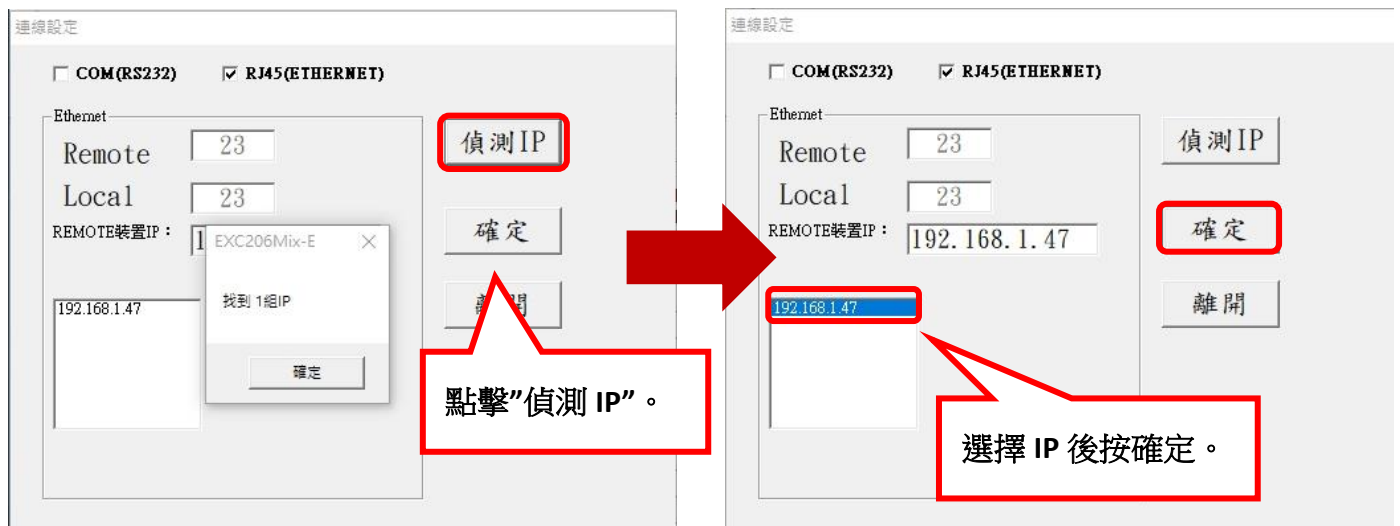 連線設定
COM(RS232) RJ45(ETHERNET)
Ethernet
Remote 23
Local 23
REMOTE裝置IP： 1
192.168.1.47
偵測IP
確定
EXC206Mix-E
找到 1組IP
確定
點擊”偵測 IP”。
連線設定
COM(RS232) RJ45(ETHERNET)
Ethernet
Remote 23
Local 23
REMOTE裝置IP： 192.168.1.47
192.168.1.47
偵測IP
確定
離開
選擇 IP 後按確定。